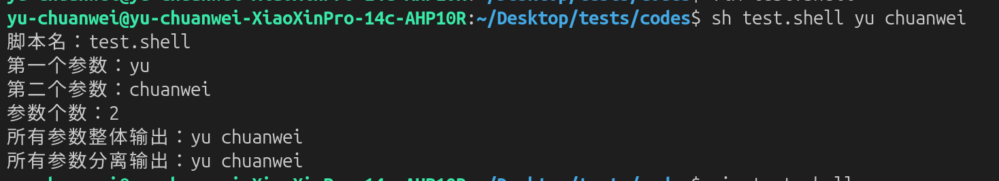 yu-chuanwei@yu-chuanwei-XiaoXinPro-14c-AHP10R:~/Desktop/tests/codes$ sh test.shell yu chuanwei
脚本名：test.shell
第一个参数：yu
第二个参数：chuanwei
参数个数：2
所有参数整体输出：yu chuanwei
所有参数分离输出：yu chuanwei